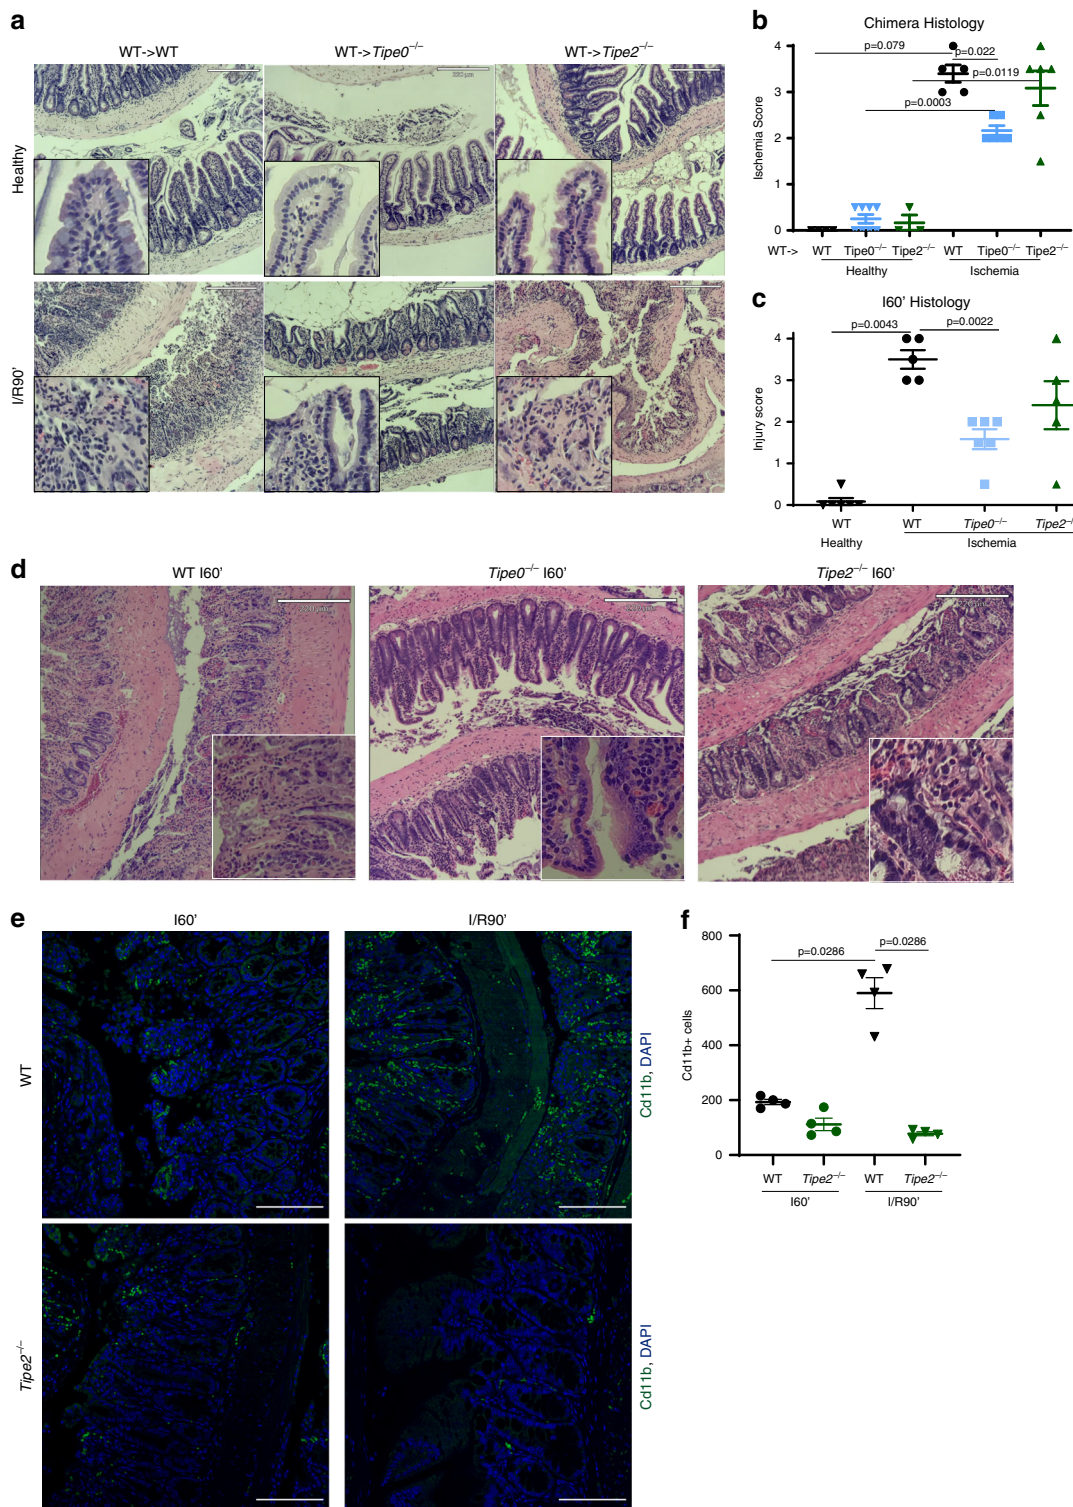 a
WT->WT
WT->Tipe0−/−
WT->Tipe2−/−
Healthy
I/R90'
b
Chimera Histology
Ischemia Score
4
3
2
1
0
p=0.079
p=0.022
p=0.0119
p=0.0003
WT->
WT
Tipe0−/−
Tipe2−/−
WT
Tipe0−/−
Tipe2−/−
Healthy
Ischemia
c
I60' Histology
Injury score
4
3
2
1
0
p=0.0043
p=0.0022
WT
WT
Tipe0−/−
Tipe2−/−
Healthy
Ischemia
d
WT I60'
Tipe0−/− I60'
Tipe2−/− I60'
e
I60'
I/R90'
WT
Tipe2−/−
Cd11b, DAPI
Cd11b, DAPI
f
Cd11b+ cells
800
600
400
200
0
p=0.0286
p=0.0286
WT
Tipe2−/−
WT
Tipe2−/−
I60'
I/R90'